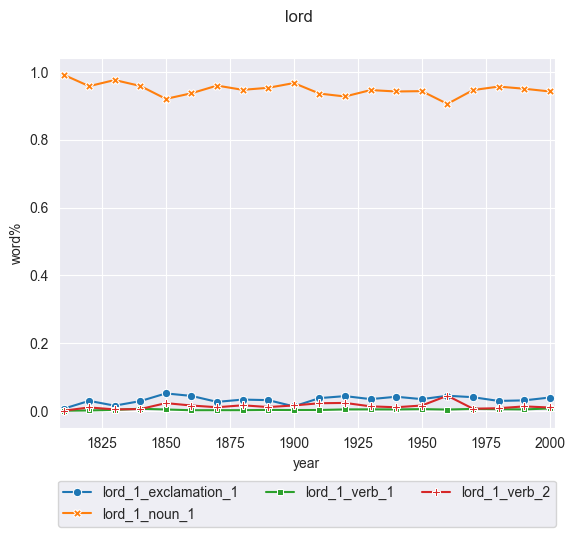 lord
1.0
0.8
0.6
0.4
0.2
0.0
word%
1825 1850 1875 1900 1925 1950 1975 2000
year
lord_1_exclamation_1 lord_1_verb_1 lord_1_verb_2
lord_1_noun_1